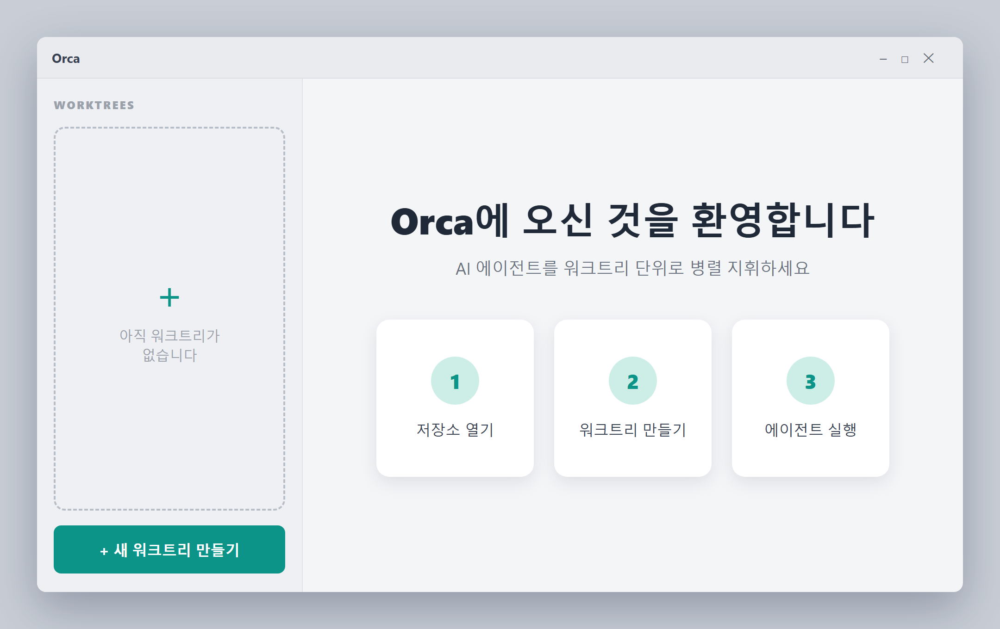 Orca
WORKTREES
+
아직 워크트리가
없습니다
+ 새 워크트리 만들기
Orca에 오신 것을 환영합니다
AI 에이전트를 워크트리 단위로 병렬 지휘하세요
1
저장소 열기
2
워크트리 만들기
3
에이전트 실행